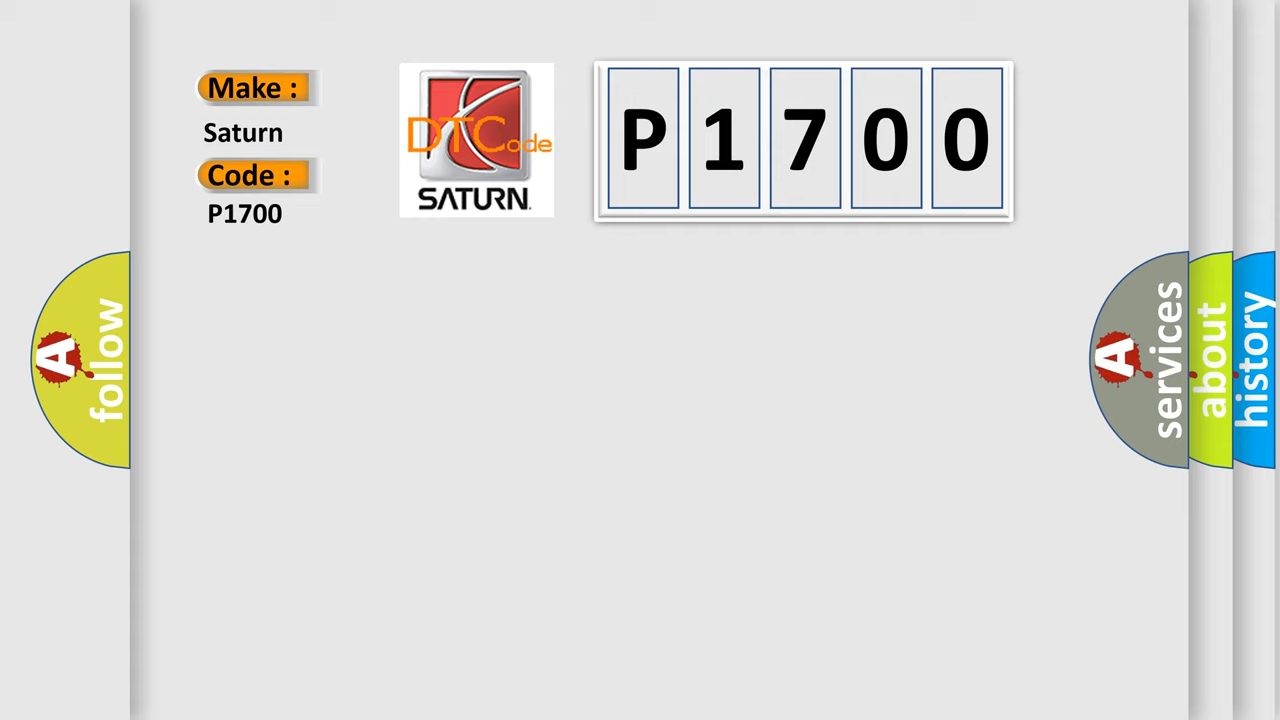 Make :
Saturn
Code :
P1700
DTCode
SATURN
P 1 7 0 0
A follow
A services
about
history